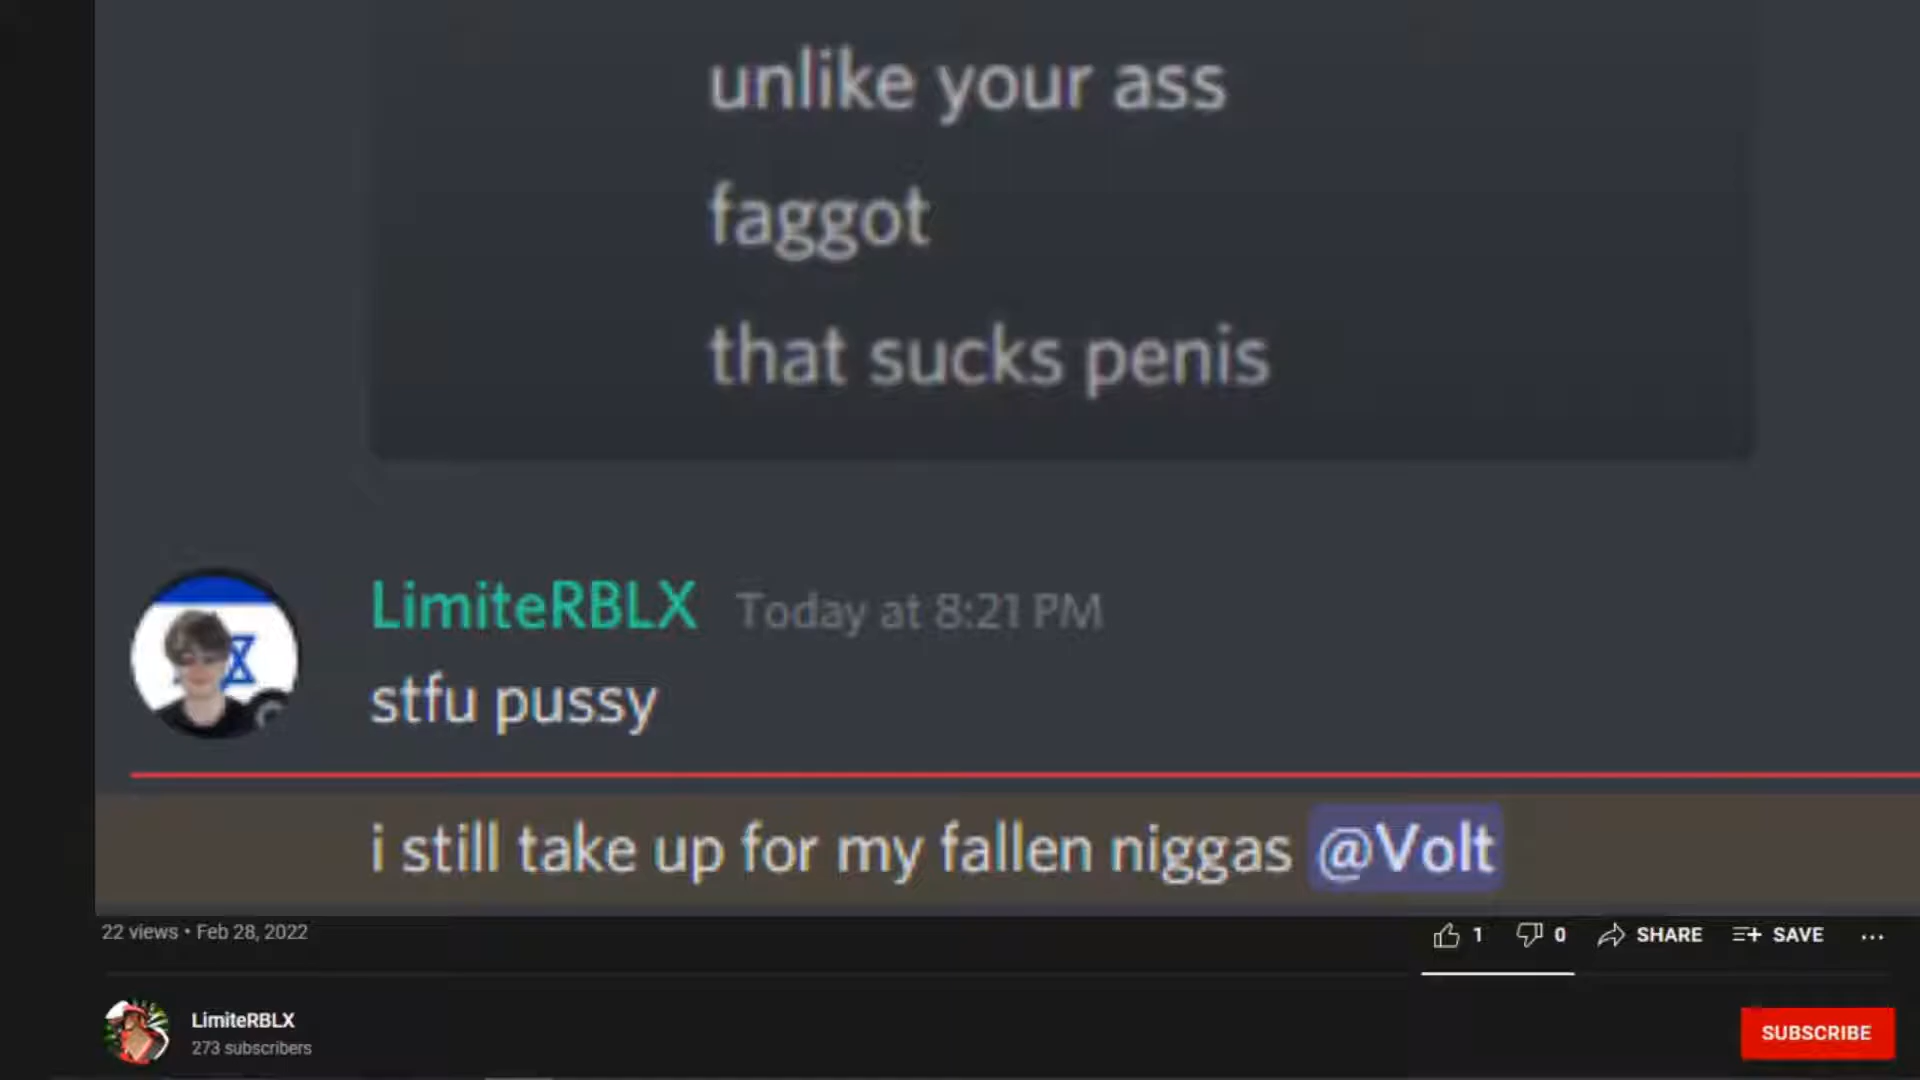 unlike your ass
faggot
that sucks penis
LimiteRBLX Today at 8:21 PM
stfu pussy
i still take up for my fallen niggas @Volt
22 views • Feb 28, 2022
1 0 SHARE SAVE ...
LimiteRBLX
273 subscribers
SUBSCRIBE